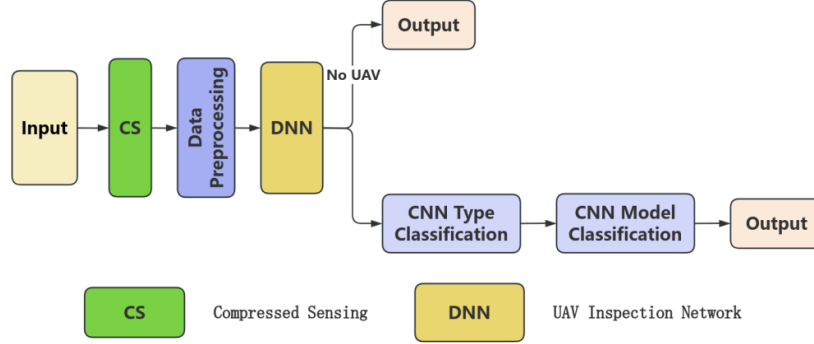 Output
No UAV
Input
CS
Data
Preprocessing
DNN
CNN Type
Classification
CNN Model
Classification
Output
CS
Compressed Sensing
DNN
UAV Inspection Network